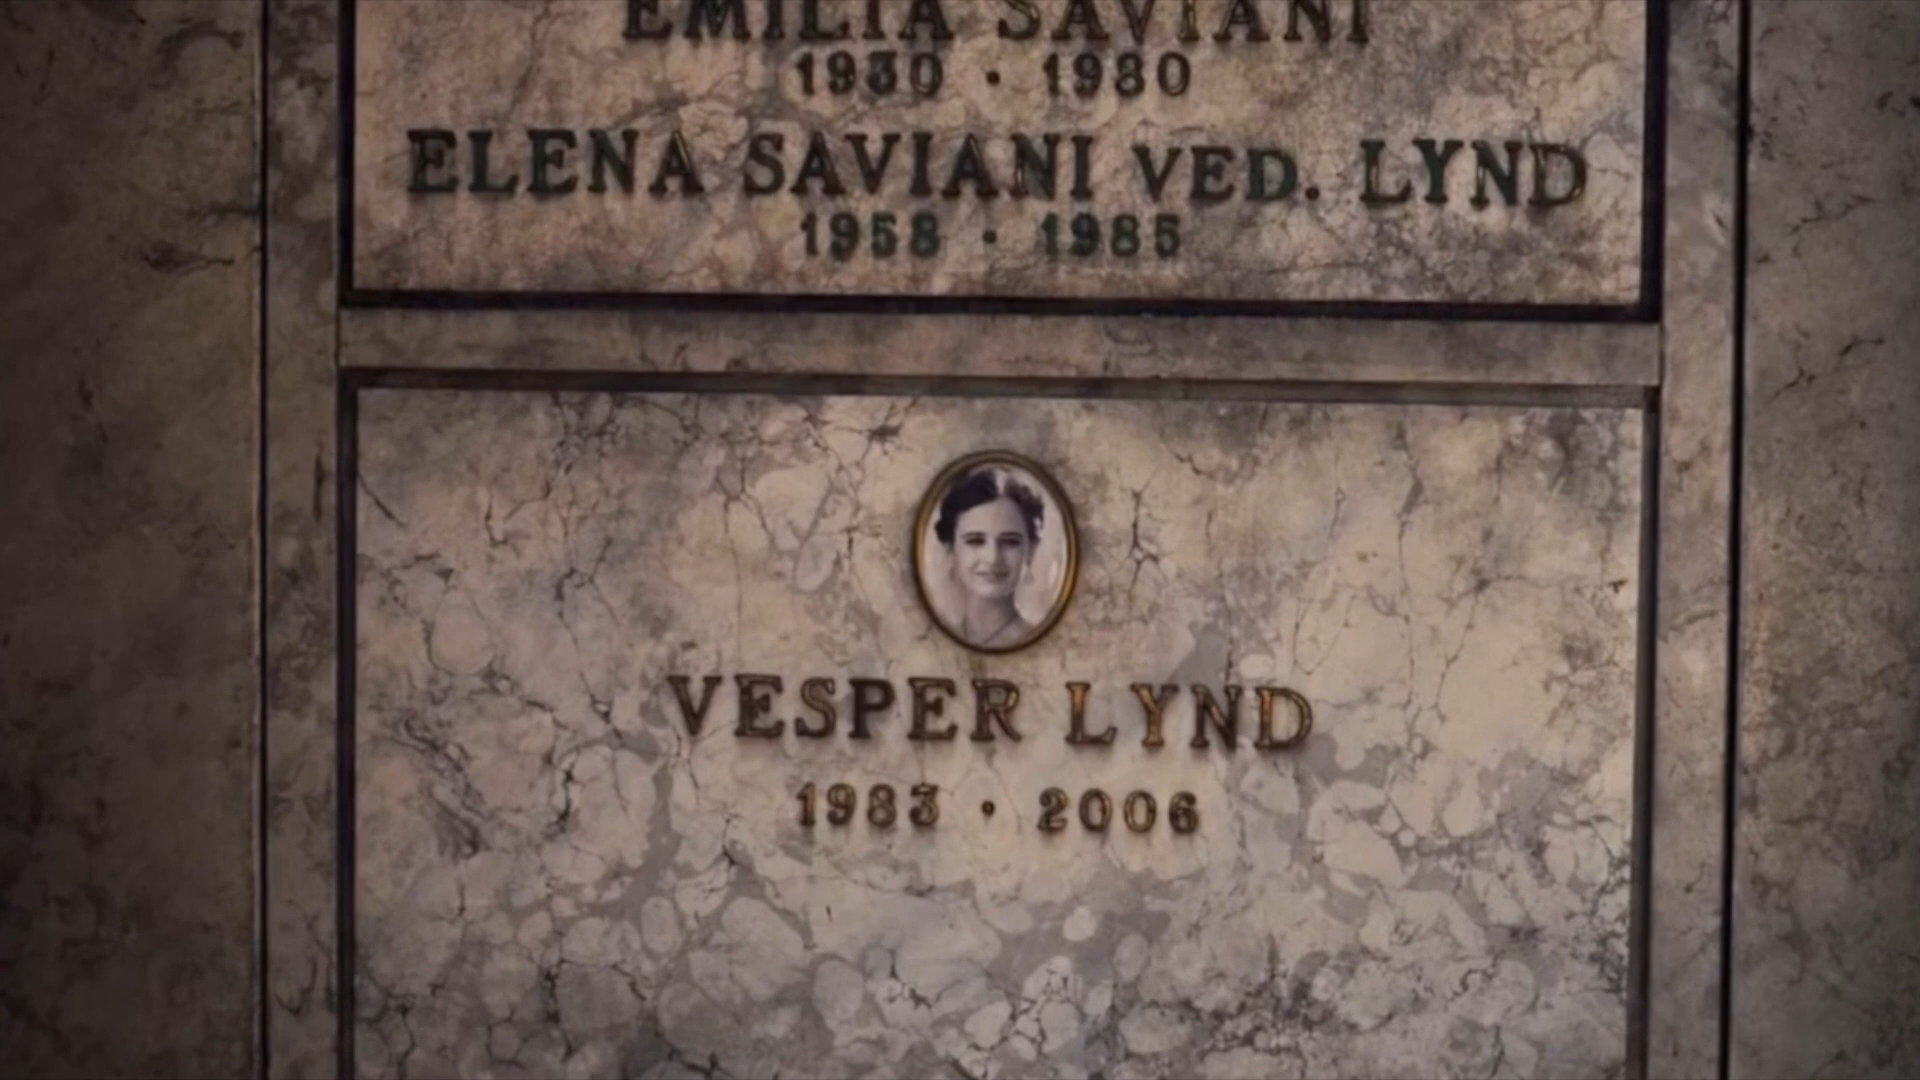 EMILIA SAVIANI
1930 • 1980
ELENA SAVIANI VED. LYND
1958 • 1985
VESPER LYND
1983 • 2006